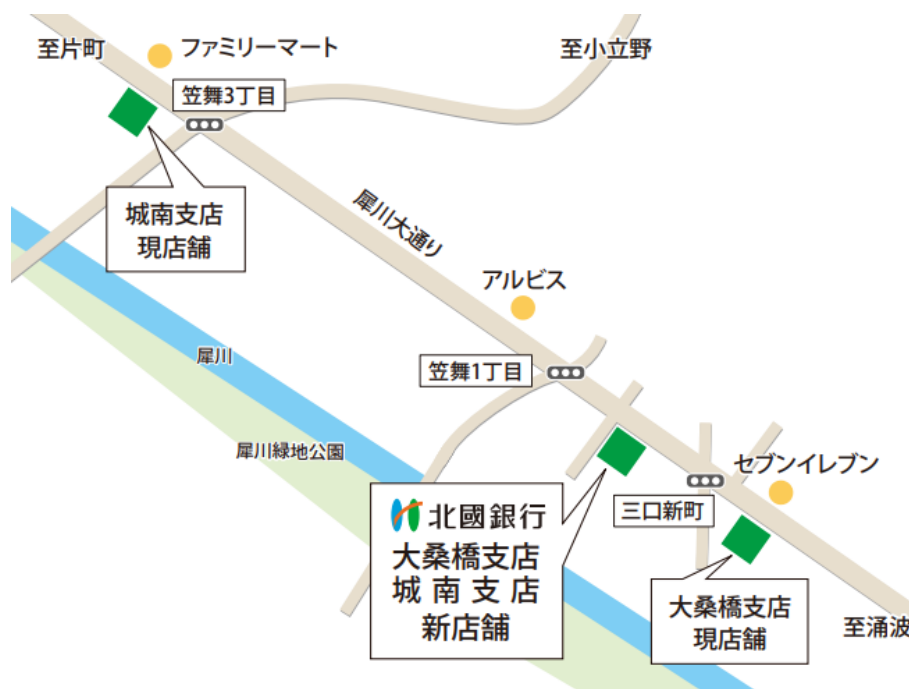 至片町
ファミリーマート
至小立野
笠舞3丁目
城南支店
現店舗
犀川大通り
アルビス
犀川
笠舞1丁目
犀川緑地公園
セブンイレブン
北國銀行
大桑橋支店
城南支店
新店舗
三口新町
大桑橋支店
現店舗
至涌波